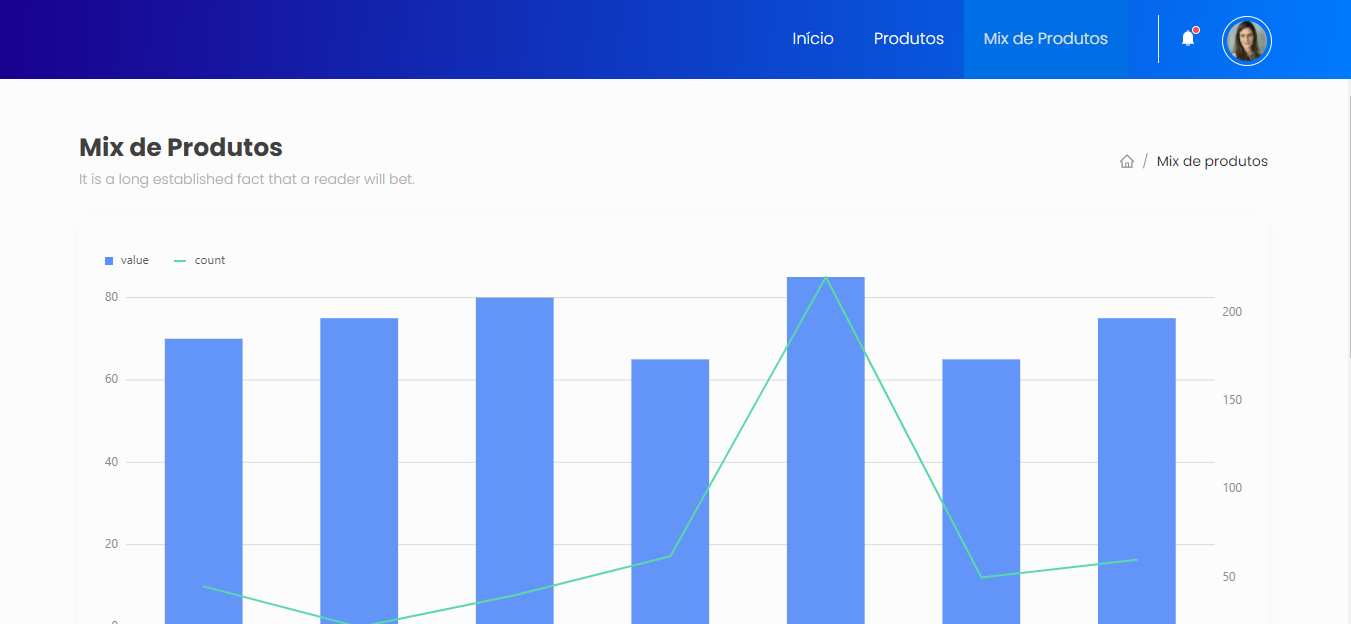 Início Produtos Mix de Produtos
Mix de Produtos
It is a long established fact that a reader will bet.
/ Mix de produtos
value count
80
60
40
20
0
200
150
100
50